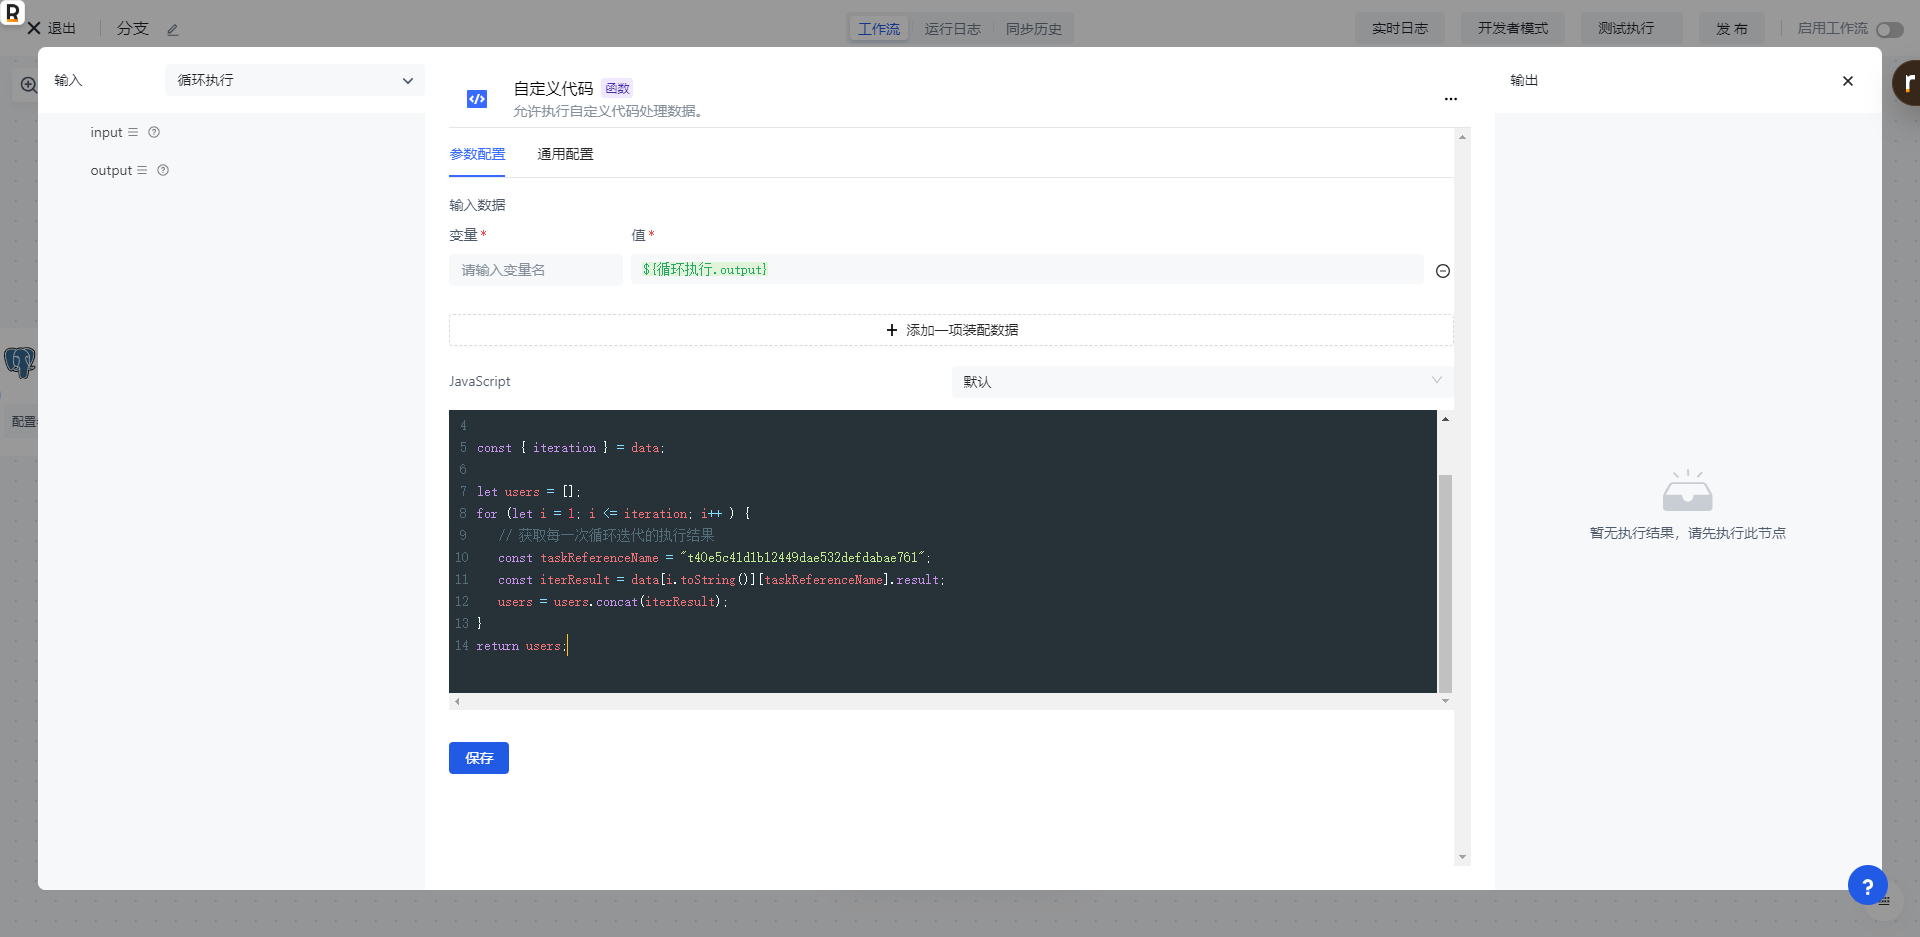 R
退出
分支
工作流
运行日志
同步历史
实时日志
开发者模式
测试执行
发 布
启用工作流
输入
循环执行
input
output
自定义代码 函数
允许执行自定义代码处理数据。
...
输出
r
参数配置
通用配置
输入数据
变量 *
值 *
请输入变量名
${循环执行.output}
+ 添加一项装配数据
配置
JavaScript
默认
4
5 const { iteration } = data;
6
7 let users = [];
8 for (let i = 1; i <= iteration; i++ ) {
9 // 获取每一次循环迭代的执行结果
10 const taskReferenceName = "t40e5c41d1b12449dae532defdabae761";
11 const iterResult = data[i.toString()][taskReferenceName].result;
12 users = users.concat(iterResult);
13 }
14 return users;
暂无执行结果，请先执行此节点
保存
?